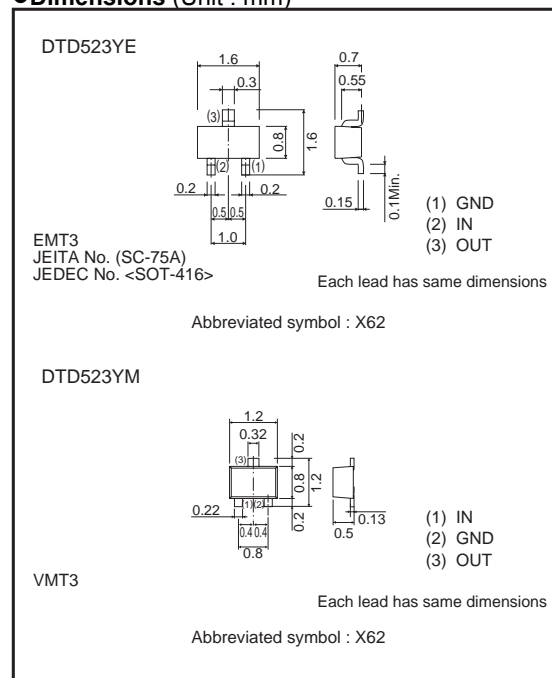 ●Dimensions (Unit : mm)
DTD523YE
1.6
0.3
(3)
(2)
(1)
0.8
1.6
0.2
0.2
0.5 0.5
1.0
0.7
0.55
0.15
0.1Min.
(1) GND
(2) IN
(3) OUT
EMT3
JEITA No. (SC-75A)
JEDEC No. <SOT-416>
Each lead has same dimensions
Abbreviated symbol : X62
DTD523YM
1.2
0.32
(3)
(1)(2)
0.2
0.8
1.2
0.2
0.22
0.4 0.4
0.8
0.13
0.5
(1) IN
(2) GND
(3) OUT
VMT3
Each lead has same dimensions
Abbreviated symbol : X62